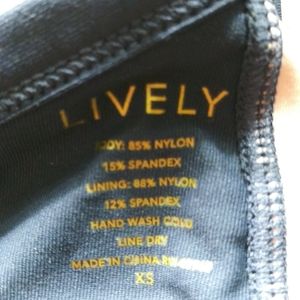 LIVELY
BODY: 85% NYLON
15% SPANDEX
LINING: 88% NYLON
12% SPANDEX
HAND WASH COLD
LINE DRY
MADE IN CHINA
XS